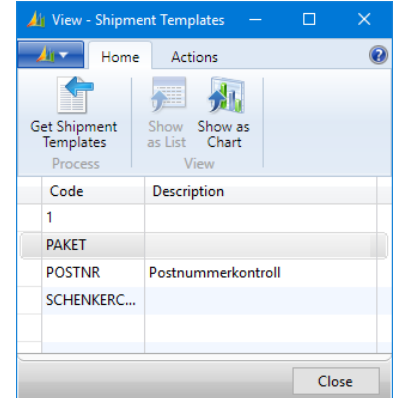 View - Shipment Templates
Home Actions
Get Shipment Templates
Show as List
Show as Chart
Process View
Code Description
1
PAKET
POSTNR Postnummerkontroll
SCHENKERC...
Close